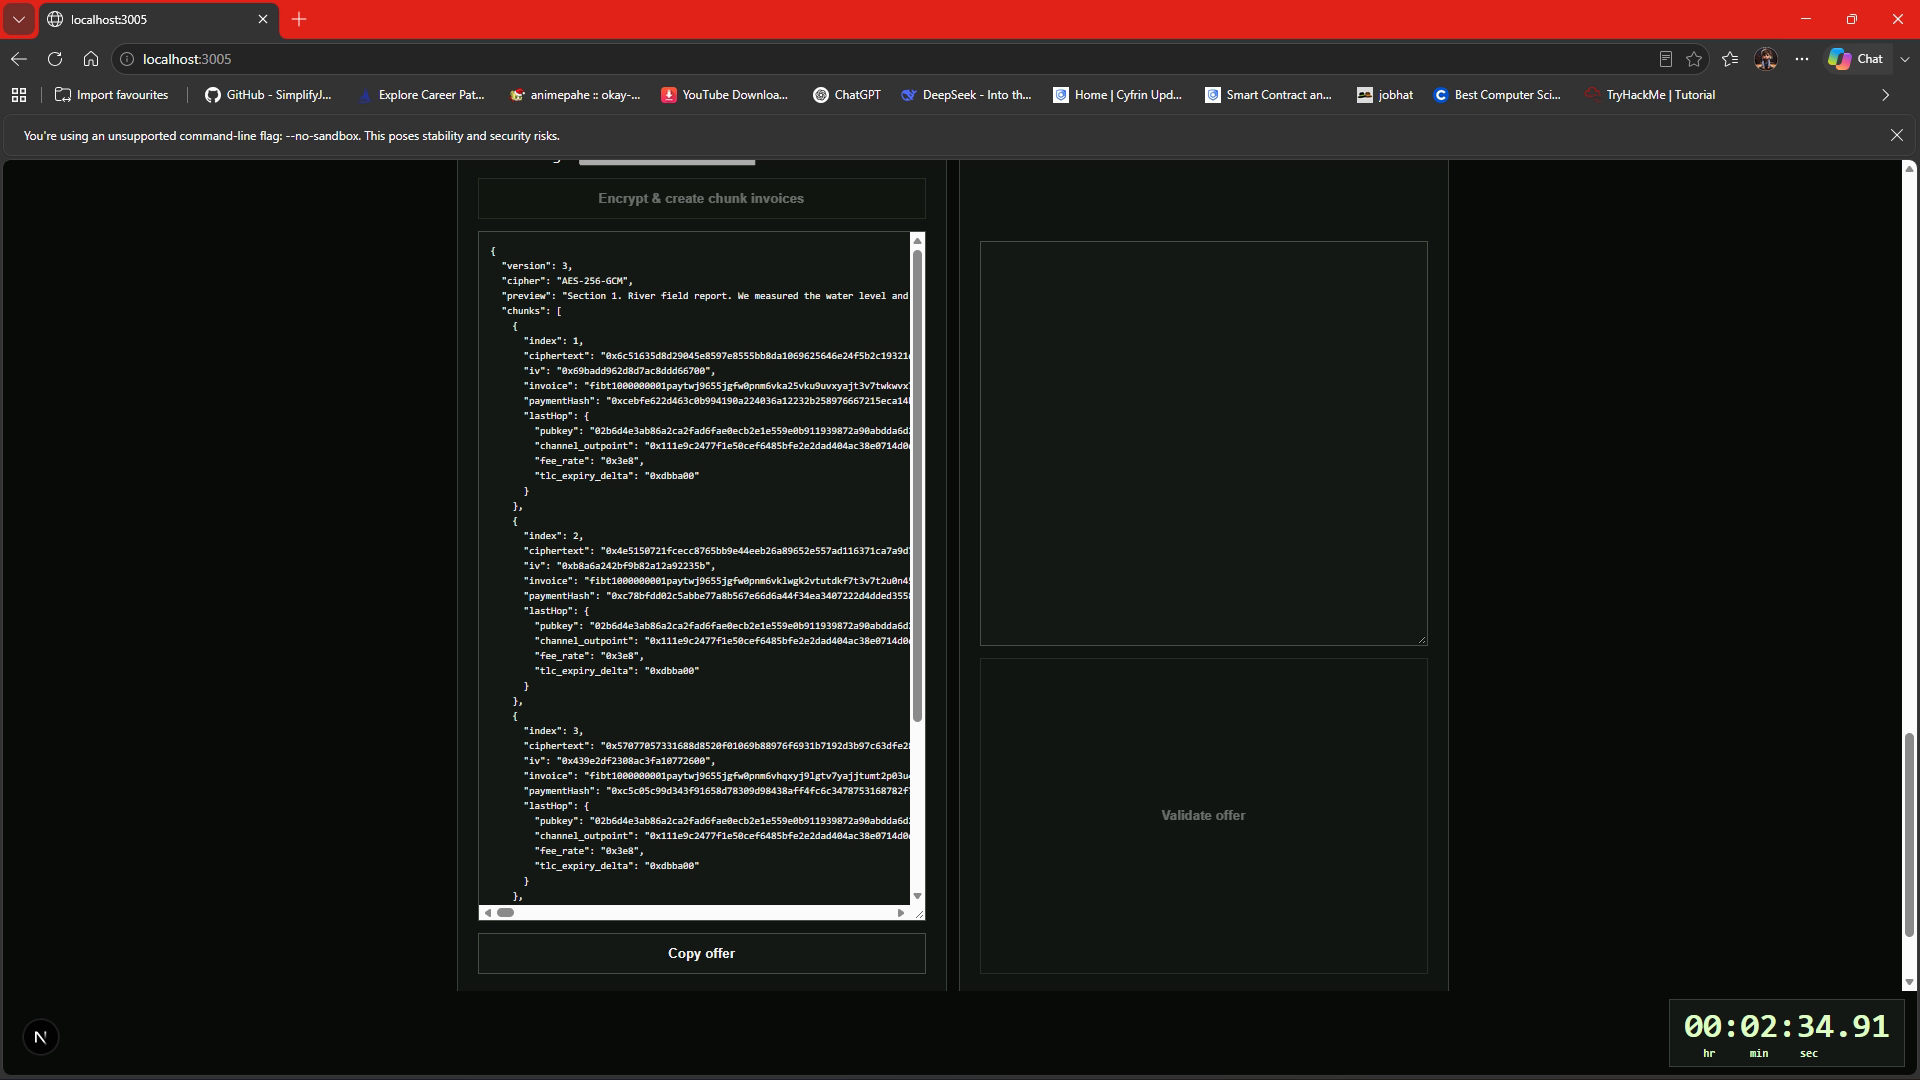 localhost:3005
localhost:3005
Chat
Import favourites
GitHub - SimplifyJ...
Explore Career Pat...
animepahe :: okay-...
YouTube Downloa...
ChatGPT
DeepSeek - Into th...
Home | Cyfrin Upd...
Smart Contract an...
jobhat
Best Computer Sci...
TryHackMe | Tutorial
You're using an unsupported command-line flag: --no-sandbox. This poses stability and security risks.
Encrypt & create chunk invoices
{
"version": 3,
"cipher": "AES-256-GCM",
"preview": "Section 1. River field report. We measured the water level and
"chunks": [
{
"index": 1,
"ciphertext": "0x6c51635d8d29045e8597e8555bb8da1069625646e24f5b2c19321
"iv": "0x69badd962d8d7ac8ddd66700",
"invoice": "fibt1000000001paytwj9655jgfw0pnm6vka25vku9uvxyajt3v7twkwvx
"paymentHash": "0xcebfe622d463c0b994190a224036a12232b258976667215eca14
"lastHop": {
"pubkey": "02b6d4e3ab86a2ca2fad6fae0ecb2e1e559e0b911939872a90abdda6d
"channel_outpoint": "0x111e9c2477f1e50cef6485bfe2e2dad404ac38e0714d0
"fee_rate": "0x3e8",
"tlc_expiry_delta": "0xdbba00"
}
},
{
"index": 2,
"ciphertext": "0x4e5150721fcecc8765bb9e44eeb26a89652e557ad116371ca7a9d
"iv": "0xb8a6a242bf9b82a12a92235b",
"invoice": "fibt1000000001paytwj9655jgfw0pnm6vklwgk2vtutdkf7t3v7t2u0n4
"paymentHash": "0xc78bfdd02c5abbe77a8b567e66d6a44f34ea3407222d4dded355
"lastHop": {
"pubkey": "02b6d4e3ab86a2ca2fad6fae0ecb2e1e559e0b911939872a90abdda6d
"channel_outpoint": "0x111e9c2477f1e50cef6485bfe2e2dad404ac38e0714d0
"fee_rate": "0x3e8",
"tlc_expiry_delta": "0xdbba00"
}
},
{
"index": 3,
"ciphertext": "0x57077057331688d8520f01069b88976f6931b7192d3b97c63dfe2
"iv": "0x439e2df2308ac3fa10772600",
"invoice": "fibt1000000001paytwj9655jgfw0pnm6vhqxyj9lgtv7yajjtumt2p03u
"paymentHash": "0xc5c05c99d343f91658d78309d98438aff4fc6c3478753168782f
"lastHop": {
"pubkey": "02b6d4e3ab86a2ca2fad6fae0ecb2e1e559e0b911939872a90abdda6d
"channel_outpoint": "0x111e9c2477f1e50cef6485bfe2e2dad404ac38e0714d0
"fee_rate": "0x3e8",
"tlc_expiry_delta": "0xdbba00"
}
},
Copy offer
Validate offer
N
00:02:34.91
hr min sec